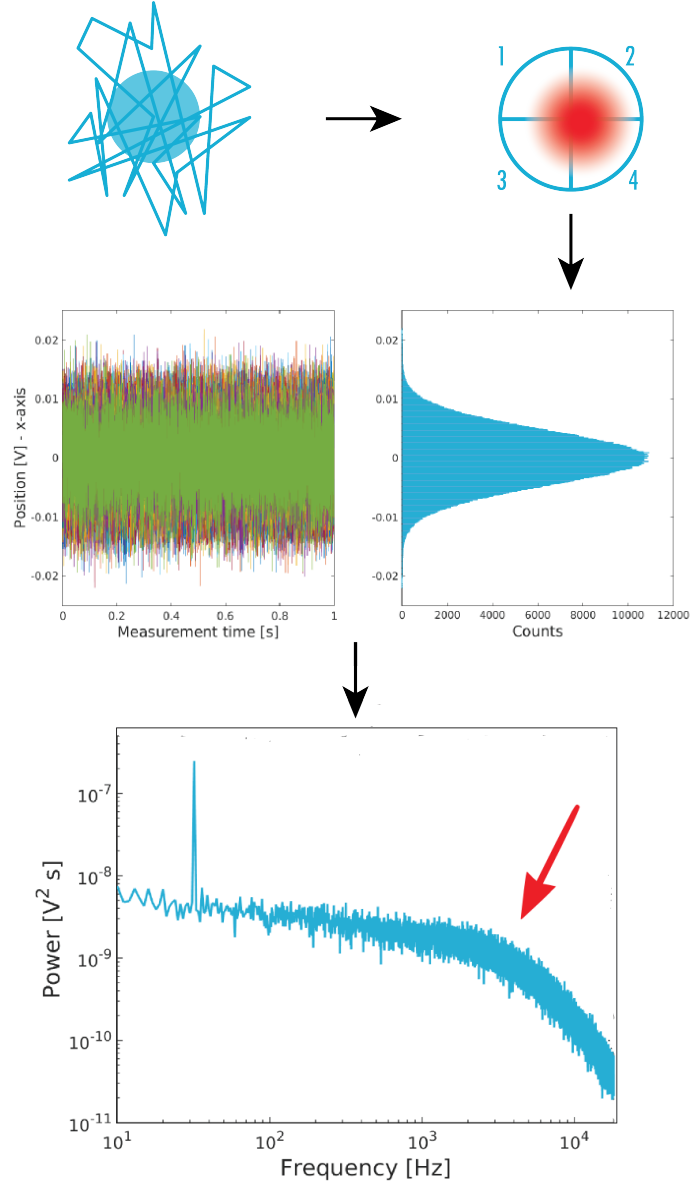 1 2
3 4
0.02
0.01
0
-0.01
-0.02
Position [V] - x-axis
0 0.2 0.4 0.6 0.8 1
Measurement time [s]
0.02
0.01
0
-0.01
-0.02
0 2000 4000 6000 8000 10000 12000
Counts
10⁻⁷
10⁻⁸
10⁻⁹
10⁻¹⁰
10⁻¹¹
Power [V² s]
10¹ 10² 10³ 10⁴
Frequency [Hz]